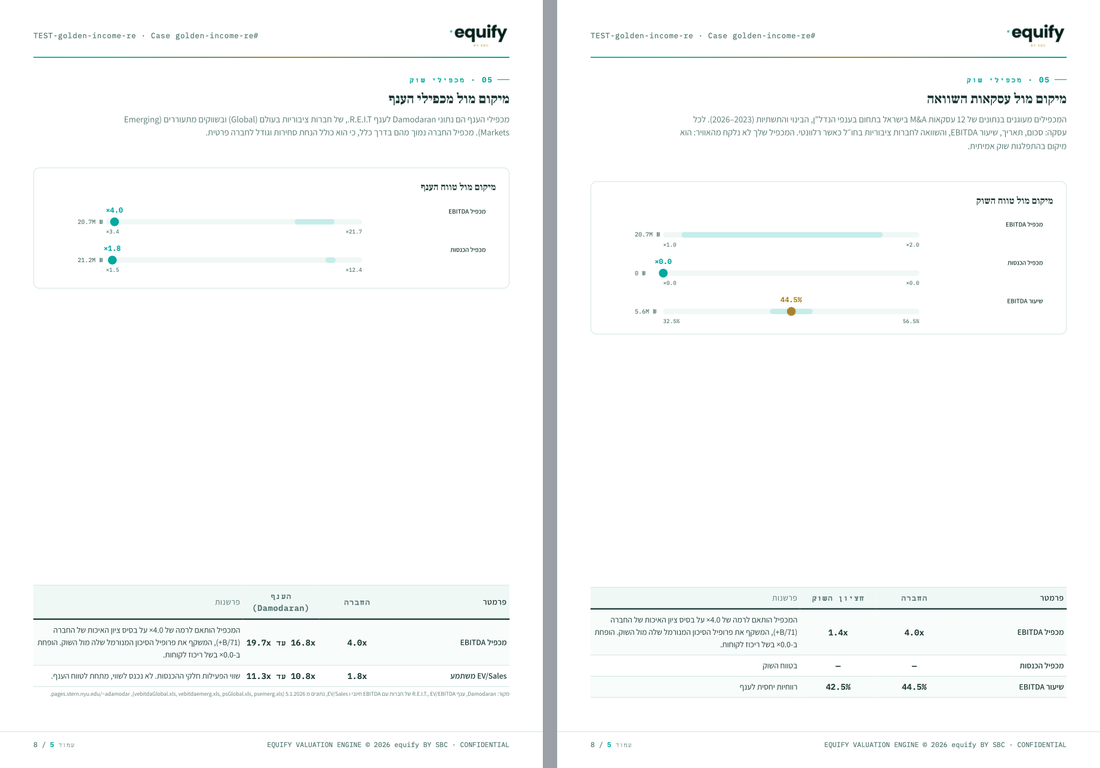 TEST-golden-income-re · Case golden-income-re#
equify
BY SBC
05 · מכפילי שוק
מיקום מול מכפילי הענף
מכפילי הענף הם נתוני Damodaran לענף R.E.I.T., של חברות ציבוריות בעולם (Global) ובשווקים מתעוררים (Emerging
Markets). מכפיל החברה נמוך מהם בדרך כלל, כי הוא כולל הנחת סחירות וגודל לחברה פרטית.
מיקום מול טווח הענף
מכפיל EBITDA
×4.0
20.7M ₪
×3.4
×21.7
מכפיל הכנסות
×1.8
21.2M ₪
×1.5
×12.4
פרמטר
החברה
הענף
(Damodaran)
פרשנות
מכפיל EBITDA
4.0x
16.8x עד 19.7x
המכפיל הותאם לרמה של 4.0× על בסיס ציון האיכות של החברה
(71/B+), המשקף את פרופיל הסיכון המנורמל שלה מול השוק. הופחת
ב-0.0× בשל ריכוז לקוחות.
EV/Sales משתמע
1.8x
10.8x עד 11.3x
שווי הפעילות חלקי ההכנסות. לא נכנס לשווי, מתחת לטווח הענף.
EQUIFY VALUATION ENGINE © 2026 equify BY SBC · CONFIDENTIAL
עמוד 5 / 8
TEST-golden-income-re · Case golden-income-re#
equify
BY SBC
05 · מכפילי שוק
מיקום מול עסקאות השוואה
המכפילים מעוגנים בנתונים של 12 עסקאות M&A בישראל בתחום בענפי הנדל"ן, הבינוי והתשתיות (2023–2026). לכל
עסקה: סכום, תאריך, שיעור EBITDA, והשוואה לחברות ציבוריות בחו"ל כאשר רלוונטי. המכפיל שלך לא נלקח מהאוויר: הוא
מיקום בהתפלגות שוק אמיתית.
מיקום מול טווח השוק
מכפיל EBITDA
20.7M ₪
×1.0
×2.0
מכפיל הכנסות
×0.0
0 ₪
×0.0
×0.0
שיעור EBITDA
44.5%
5.6M ₪
32.5%
56.5%
פרמטר
החברה
חציון השוק
פרשנות
מכפיל EBITDA
4.0x
1.4x
המכפיל הותאם לרמה של 4.0× על בסיס ציון האיכות של החברה
(71/B+), המשקף את פרופיל הסיכון המנורמל שלה מול השוק. הופחת
ב-0.0× בשל ריכוז לקוחות.
מכפיל הכנסות
—
—
בטווח השוק
שיעור EBITDA
44.5%
42.5%
רווחיות יחסית לענף
EQUIFY VALUATION ENGINE © 2026 equify BY SBC · CONFIDENTIAL
עמוד 5 / 8